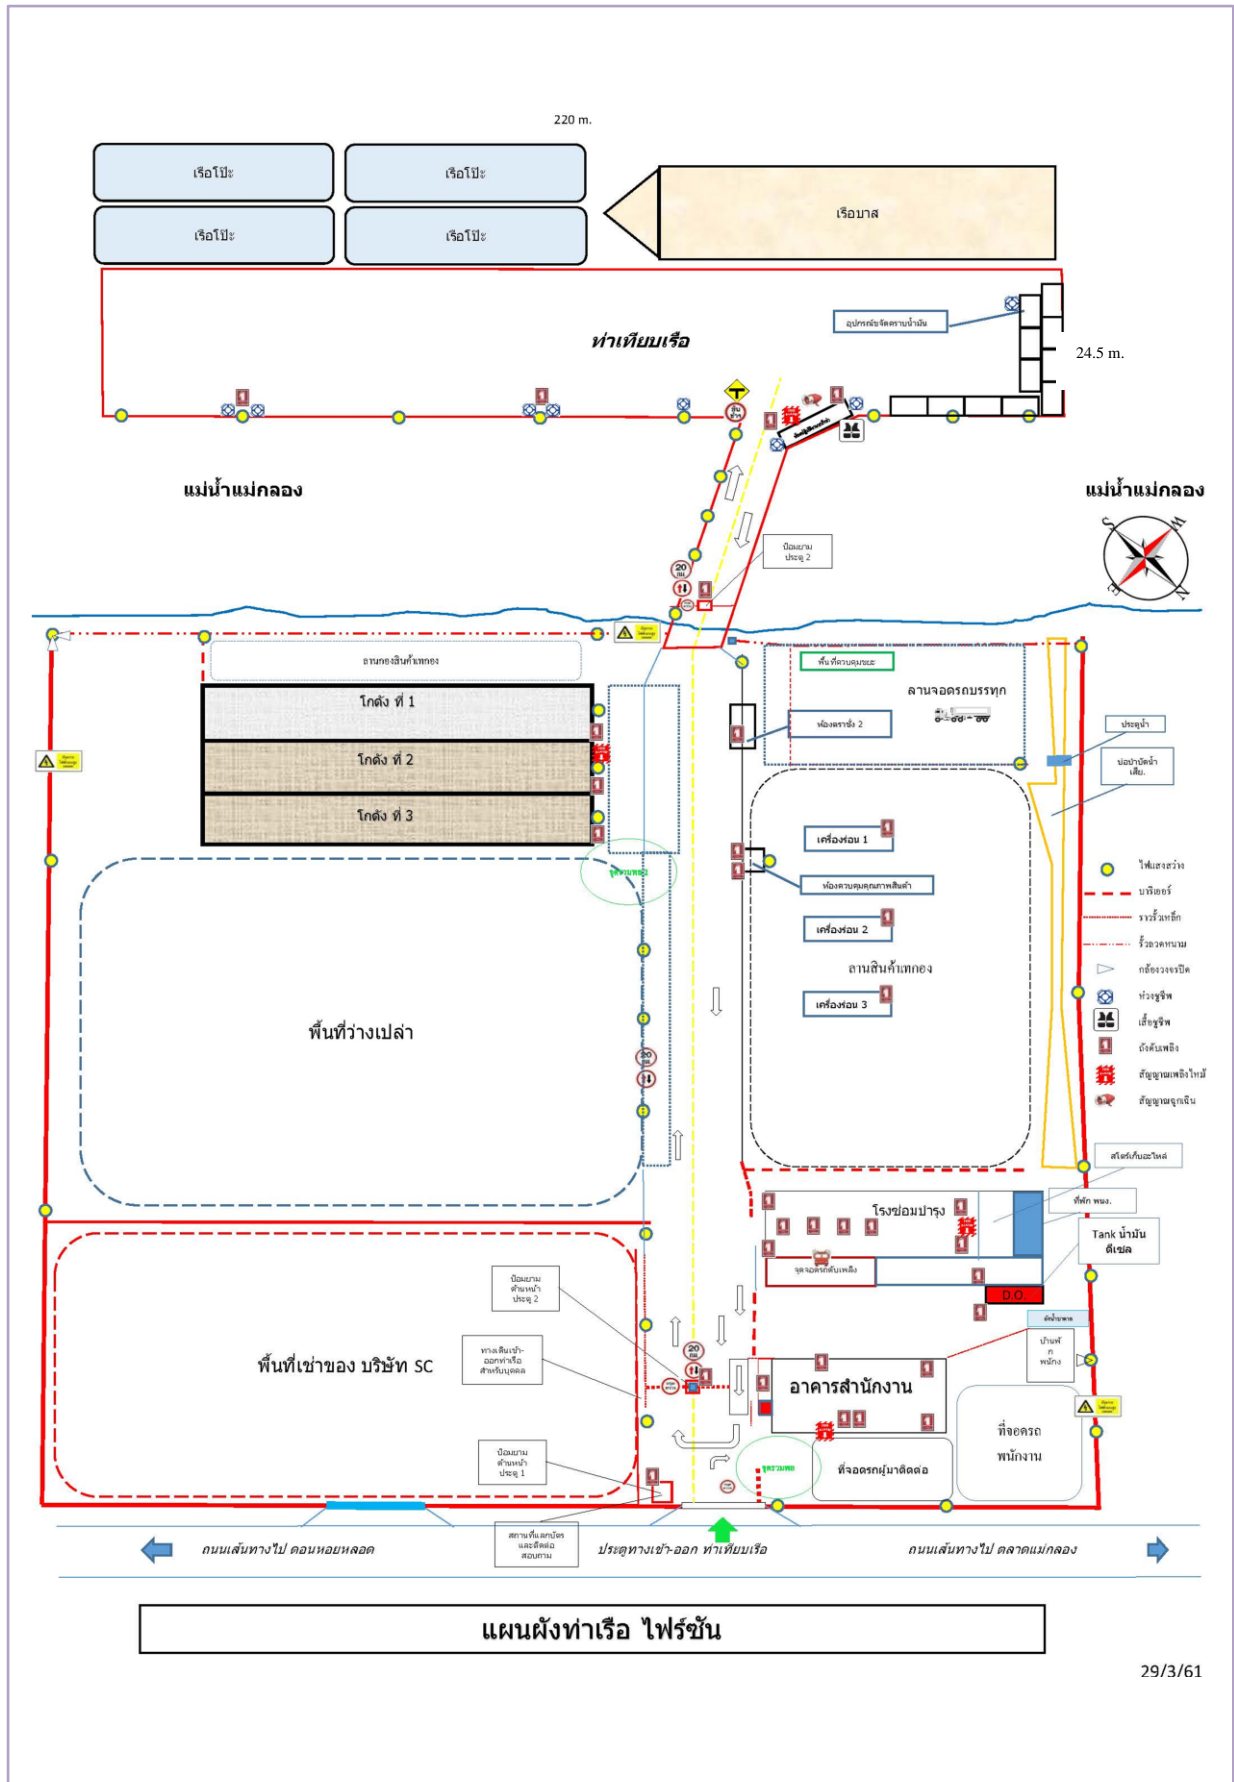 220 m.
เรือโป๊ะ
เรือโป๊ะ
เรือบาส
เรือโป๊ะ
เรือโป๊ะ
อุปกรณ์ขจัดคราบน้ำมัน
ท่าเทียบเรือ
24.5 m.
แม่น้ำแม่กลอง
แม่น้ำแม่กลอง
S
W
E
N
ป้อมยาม
ประตู 2
20
ลานกองสินค้าเทกอง
พื้นที่ควบคุมขยะ
โกดัง ที่ 1
ลานจอดรถบรรทุก
ห้องตราชั่ง 2
ประตูน้ำ
โกดัง ที่ 2
บ่อบำบัดน้ำ
เสีย.
โกดัง ที่ 3
เครื่องร่อน 1
จุดรวมพล
ไฟแสงสว่าง
ห้องควบคุมคุณภาพสินค้า
บาริเออร์
ราวรั้วเหล็ก
เครื่องร่อน 2
รั้วลวดหนาม
ลานสินค้าเทกอง
กล้องวงจรปิด
ห่วงชูชีพ
เครื่องร่อน 3
พื้นที่ว่างเปล่า
เสื้อชูชีพ
ถังดับเพลิง
20
สัญญาณเพลิงไหม้
สัญญาณฉุกเฉิน
สโตร์เก็บอะไหล่
ที่พัก พนง.
โรงซ่อมบำรุง
Tank น้ำมัน
ดีเซล
จุดจอดรถดับเพลิง
D.O.
ป้อมยาม
ด้านหน้า
ประตู 2
บ้านพั
ก
พนักง
20
ทางเดินเข้า-
ออกท่าเรือ
สำหรับบุคคล
พื้นที่เช่าของ บริษัท SC
อาคารสำนักงาน
ที่จอดรถ
พนักงาน
ป้อมยาม
ด้านหน้า
ประตู 1
จุดรวมพล
ที่จอดรถผู้มาติดต่อ
สถานที่แลกบัตร
และติดต่อ
สอบถาม
ถนนเส้นทางไป ดอนหอยหลอด
ประตูทางเข้า-ออก ท่าเทียบเรือ
ถนนเส้นทางไป ตลาดแม่กลอง
แผนผังท่าเรือ ไฟร์ซัน
29/3/61